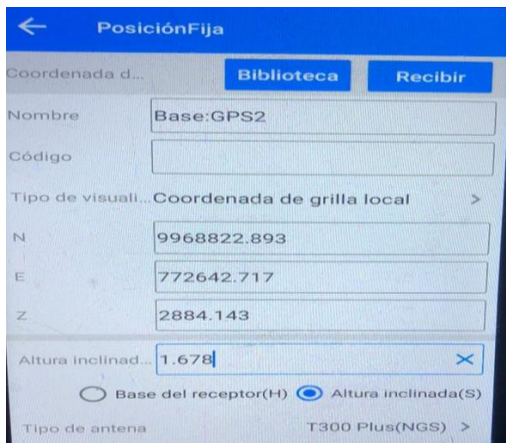 PosiciónFija
Coordenada d... Biblioteca Recibir
Nombre Base:GPS2
Código
Tipo de visuali... Coordenada de grilla local >
N 9968822.893
E 772642.717
Z 2884.143
Altura inclinad... 1.678
Base del receptor(H) Altura inclinada(S)
Tipo de antena T300 Plus(NGS) >